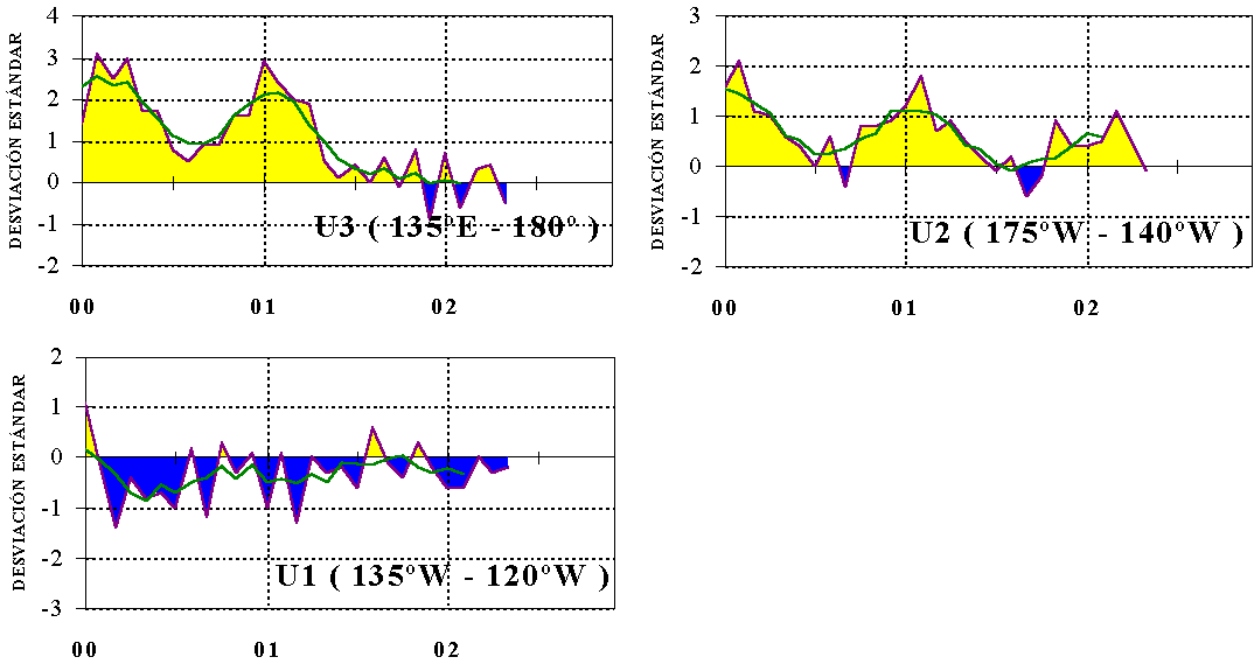 DESVIACIÓN ESTÁNDAR
4
3
2
1
0
-1
-2
U3 ( 135°E - 180° )
00 01 02
DESVIACIÓN ESTÁNDAR
3
2
1
0
-1
-2
U2 ( 175°W - 140°W )
00 01 02
DESVIACIÓN ESTÁNDAR
2
1
0
-1
-2
-3
U1 ( 135°W - 120°W )
00 01 02